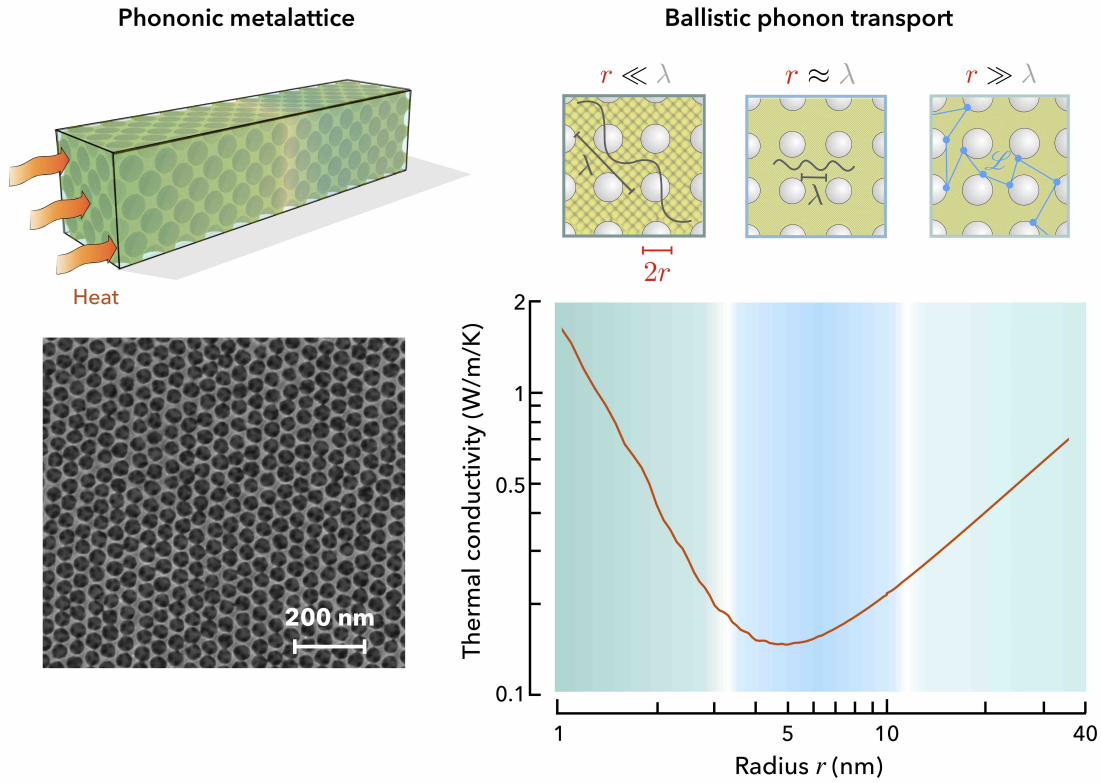 Phononic metalattice
Heat
200 nm
Ballistic phonon transport
r ≪ λ
r ≈ λ
r ≫ λ
λ
λ
ℒ
2r
Thermal conductivity (W/m/K)
2
1
0.5
0.1
1
5
10
40
Radius r (nm)